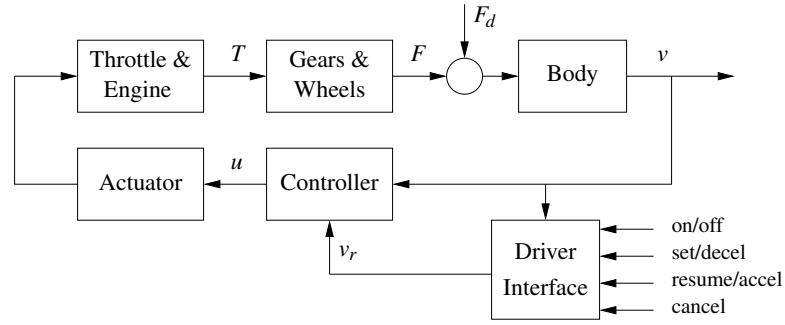 F_d
Throttle &
Engine
T
Gears &
Wheels
F
Body
v
Actuator
u
Controller
v_r
Driver
Interface
on/off
set/decel
resume/accel
cancel